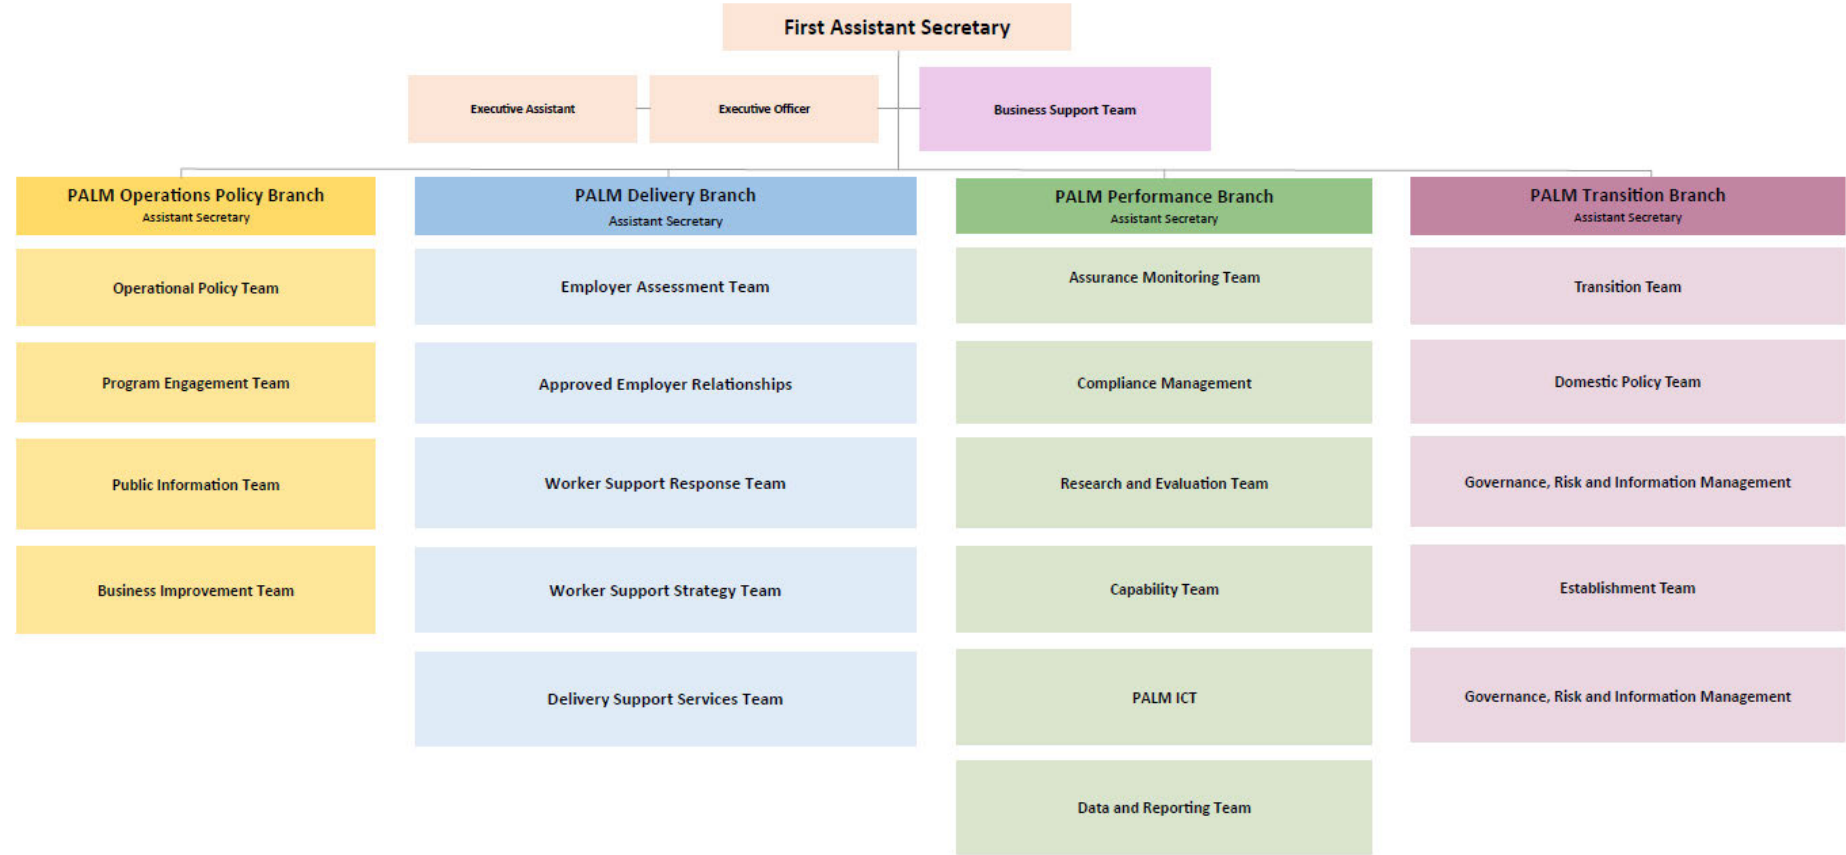 First Assistant Secretary
Executive Assistant
Executive Officer
Business Support Team
PALM Operations Policy Branch
Assistant Secretary
Operational Policy Team
Program Engagement Team
Public Information Team
Business Improvement Team
PALM Delivery Branch
Assistant Secretary
Employer Assessment Team
Approved Employer Relationships
Worker Support Response Team
Worker Support Strategy Team
Delivery Support Services Team
PALM Performance Branch
Assistant Secretary
Assurance Monitoring Team
Compliance Management
Research and Evaluation Team
Capability Team
PALM ICT
Data and Reporting Team
PALM Transition Branch
Assistant Secretary
Transition Team
Domestic Policy Team
Governance, Risk and Information Management
Establishment Team
Governance, Risk and Information Management